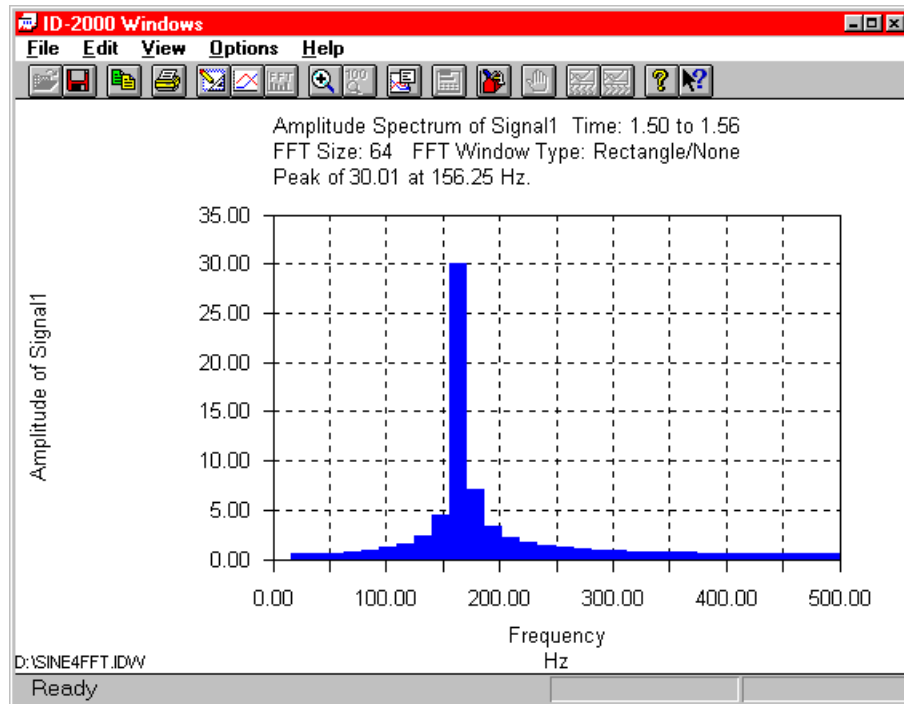 ID-2000 Windows
File Edit View Options Help
FFT 100 ? ?
Amplitude Spectrum of Signal1 Time: 1.50 to 1.56
FFT Size: 64 FFT Window Type: Rectangle/None
Peak of 30.01 at 156.25 Hz.
35.00
30.00
25.00
20.00
15.00
10.00
5.00
0.00
Amplitude of Signal1
0.00 100.00 200.00 300.00 400.00 500.00
Frequency
Hz
D:\SINE4FFT.IDW
Ready